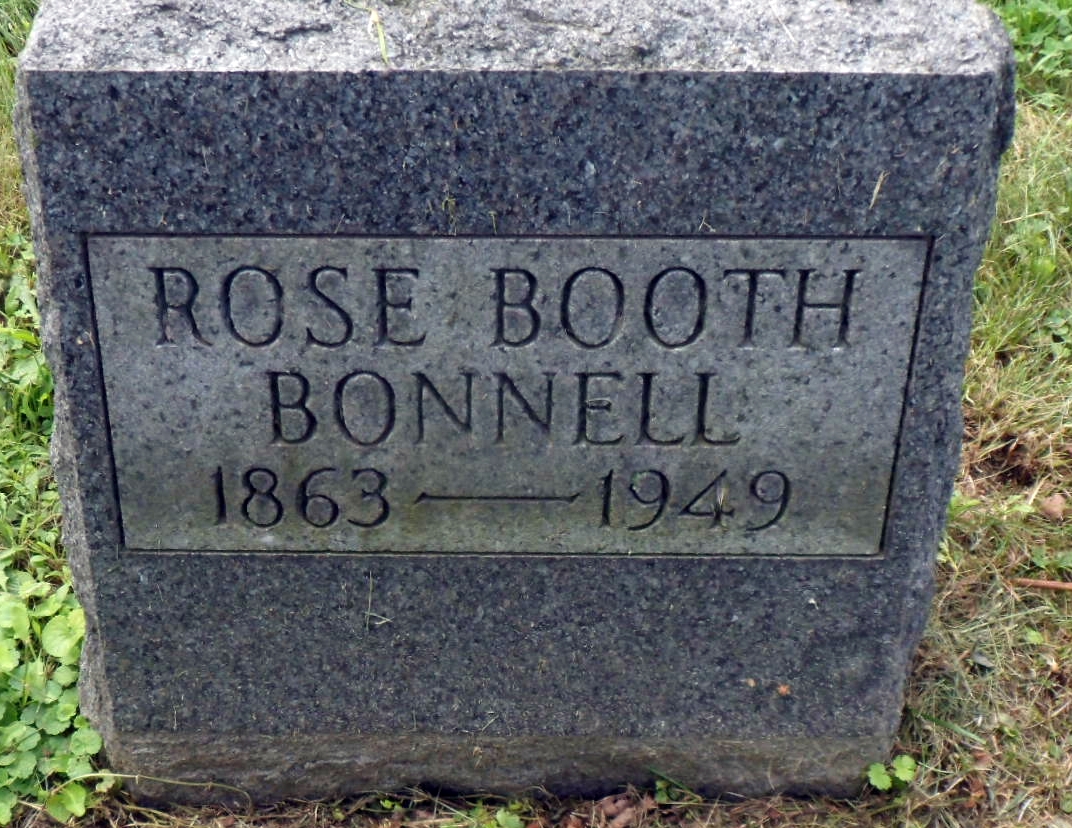 ROSE BOOTH
BONNELL
1863 — 1949